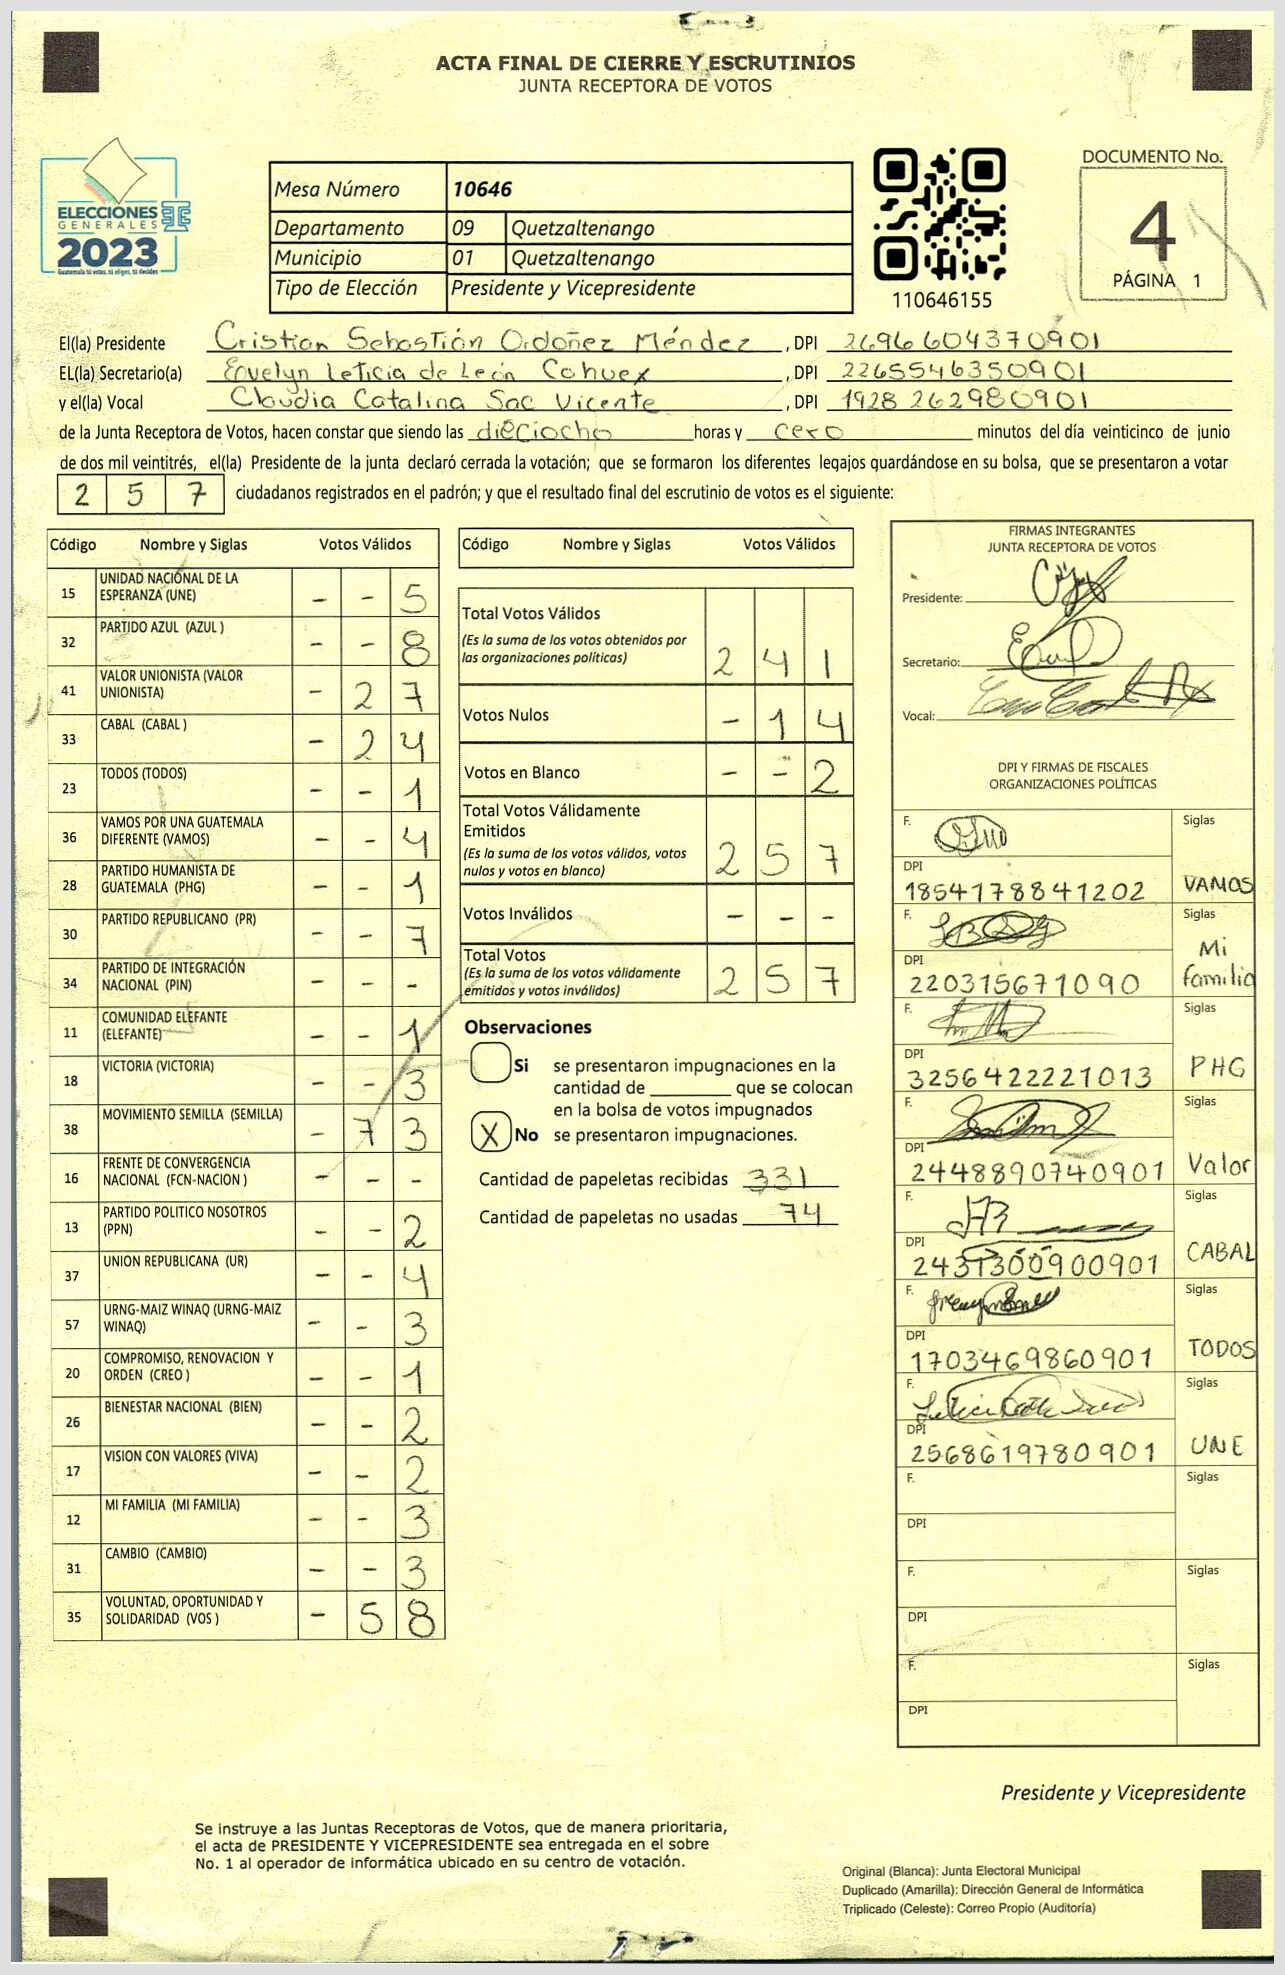 ACTA FINAL DE CIERRE Y ESCRUTINIOS
JUNTA RECEPTORA DE VOTOS
ELECCIONES
GENERALES
2023
Guatemala tú votas, tú eliges, tú decides
Mesa Número 10646
Departamento 09 Quetzaltenango
Municipio 01 Quetzaltenango
Tipo de Elección Presidente y Vicepresidente
110646155
DOCUMENTO No.
4
PÁGINA 1
El(la) Presidente Cristian Sebastián Ordoñez Méndez, DPI 2696604370901
EL(la) Secretario(a) Evelyn Leticia de León Cohuex, DPI 2265546350901
y el(la) Vocal Claudia Catalina Sac Vicente, DPI 1928262980901
de la Junta Receptora de Votos, hacen constar que siendo las dieciocho horas y cero minutos del día veinticinco de junio
de dos mil veintitrés, el(la) Presidente de la junta declaró cerrada la votación; que se formaron los diferentes legajos guardándose en su bolsa, que se presentaron a votar
2 5 7 ciudadanos registrados en el padrón; y que el resultado final del escrutinio de votos es el siguiente:
Código Nombre y Siglas Votos Válidos
15 UNIDAD NACIONAL DE LA ESPERANZA (UNE) - - 5
32 PARTIDO AZUL (AZUL ) - - 8
41 VALOR UNIONISTA (VALOR UNIONISTA) - 2 7
33 CABAL (CABAL ) - 2 4
23 TODOS (TODOS) - - 1
36 VAMOS POR UNA GUATEMALA DIFERENTE (VAMOS) - - 4
28 PARTIDO HUMANISTA DE GUATEMALA (PHG) - - 1
30 PARTIDO REPUBLICANO (PR) - - 7
34 PARTIDO DE INTEGRACIÓN NACIONAL (PIN) - - -
11 COMUNIDAD ELEFANTE (ELEFANTE) - - 1
18 VICTORIA (VICTORIA) - - 3
38 MOVIMIENTO SEMILLA (SEMILLA) - 7 3
16 FRENTE DE CONVERGENCIA NACIONAL (FCN-NACION ) - - -
13 PARTIDO POLITICO NOSOTROS (PPN) - - 2
37 UNION REPUBLICANA (UR) - - 4
57 URNG-MAIZ WINAQ (URNG-MAIZ WINAQ) - - 3
20 COMPROMISO, RENOVACION Y ORDEN (CREO ) - - 1
26 BIENESTAR NACIONAL (BIEN) - - 2
17 VISION CON VALORES (VIVA) - - 2
12 MI FAMILIA (MI FAMILIA) - - 3
31 CAMBIO (CAMBIO) - - 3
35 VOLUNTAD, OPORTUNIDAD Y SOLIDARIDAD (VOS ) - 5 8
Código Nombre y Siglas Votos Válidos
Total Votos Válidos 2 4 1
(Es la suma de los votos obtenidos por
las organizaciones políticas)
Votos Nulos - 1 4
Votos en Blanco - - 2
Total Votos Válidamente
Emitidos 2 5 7
(Es la suma de los votos válidos, votos
nulos y votos en blanco)
Votos Inválidos - - -
Total Votos 2 5 7
(Es la suma de los votos válidamente
emitidos y votos inválidos)
Observaciones
Si se presentaron impugnaciones en la
cantidad de ________ que se colocan
en la bolsa de votos impugnados
X No se presentaron impugnaciones.
Cantidad de papeletas recibidas 331
Cantidad de papeletas no usadas 74
FIRMAS INTEGRANTES
JUNTA RECEPTORA DE VOTOS
Presidente:
Secretario:
Vocal:
DPI Y FIRMAS DE FISCALES
ORGANIZACIONES POLÍTICAS
F. Siglas
DPI 1854178841202 VAMOS
F. Siglas
DPI 220315671090 Mi familia
F. Siglas
DPI 3256422221013 PHG
F. Siglas
DPI 2448890740901 Valor
F. Siglas
DPI 2431300900901 CABAL
F. Siglas
DPI 1703469860901 TODOS
F. Siglas
DPI 2568619780901 UNE
F. Siglas
DPI
F. Siglas
DPI
F. Siglas
DPI
Presidente y Vicepresidente
Se instruye a las Juntas Receptoras de Votos, que de manera prioritaria,
el acta de PRESIDENTE Y VICEPRESIDENTE sea entregada en el sobre
No. 1 al operador de informática ubicado en su centro de votación.
Original (Blanca): Junta Electoral Municipal
Duplicado (Amarilla): Dirección General de Informática
Triplicado (Celeste): Correo Propio (Auditoría)